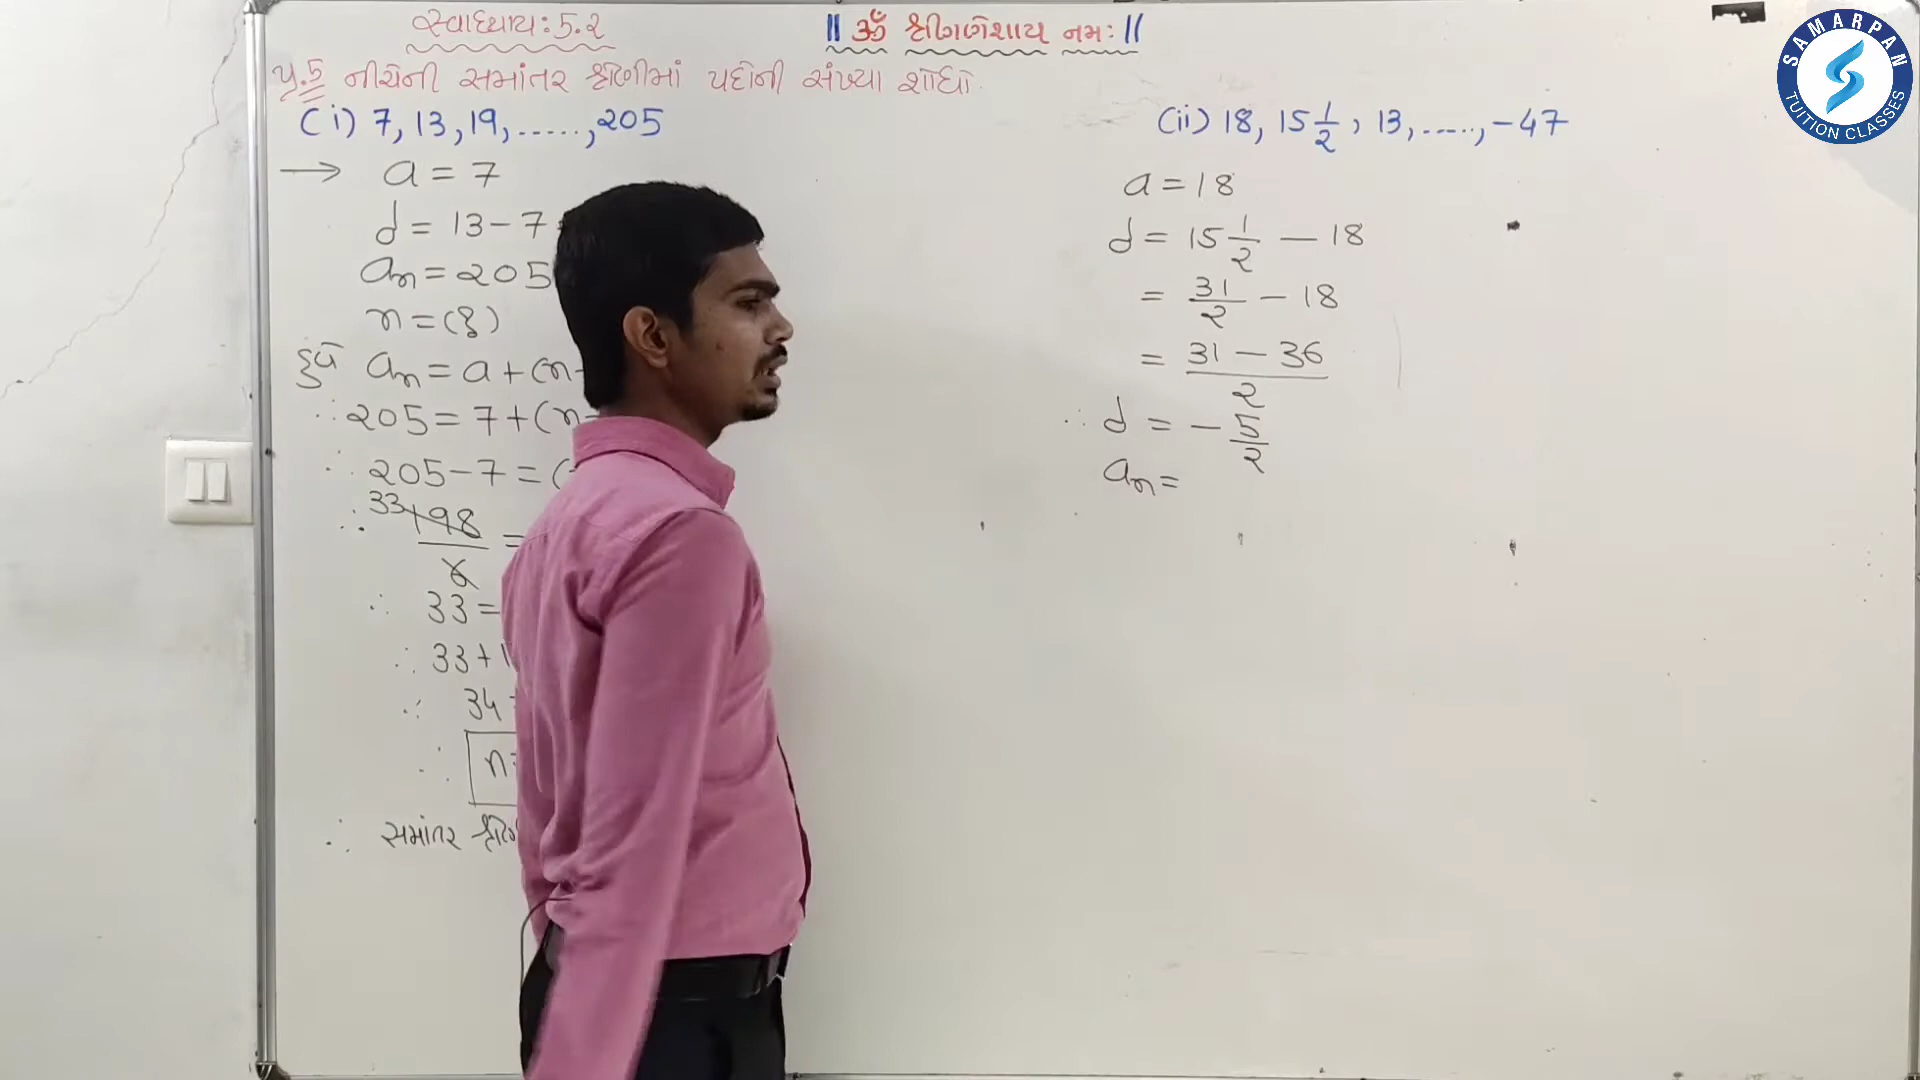 સ્વાધ્યાય: 5.2
|| ૐ શ્રી ગણેશાય નમઃ ||
પ્ર.5 નીચેની સમાંતર શ્રેણીમાં પદોની સંખ્યા શોધો.
(i) 7, 13, 19, ....., 205
→ a = 7
d = 13 - 7
an = 205
n = (?)
હવે an = a + (n -
∴ 205 = 7 + (n -
∴ 205 - 7 = (
∴ 33 198/6 =
∴ 33 =
∴ 33 + 1
∴ 34
∴ n =
∴ સમાંતર
(ii) 18, 15 1/2, 13, ....., -47
a = 18
d = 15 1/2 - 18
= 31/2 - 18
= 31 - 36 / 2
∴ d = - 5/2
an =
SAMARPAN
TUITION CLASSES